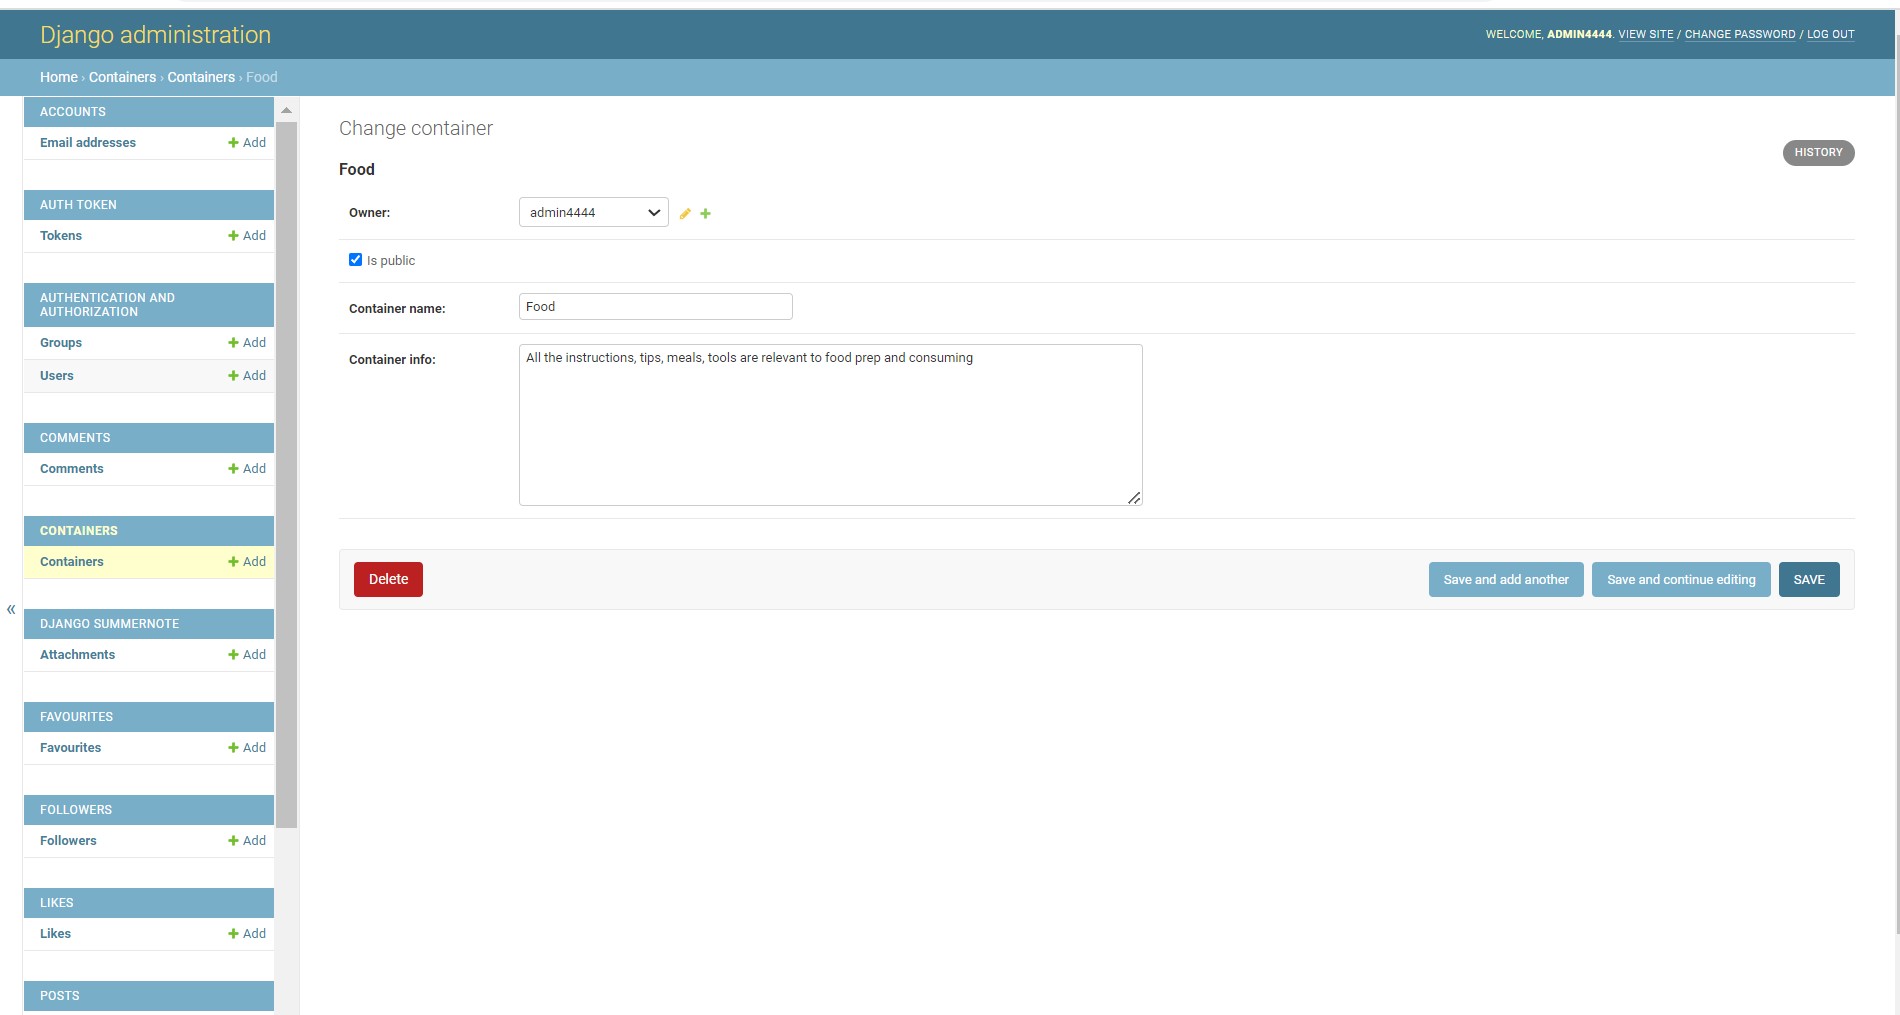 Django administration
WELCOME, ADMIN4444. VIEW SITE / CHANGE PASSWORD / LOG OUT
Home › Containers › Containers › Food
ACCOUNTS
Email addresses Add
AUTH TOKEN
Tokens Add
AUTHENTICATION AND
AUTHORIZATION
Groups Add
Users Add
COMMENTS
Comments Add
CONTAINERS
Containers Add
«
DJANGO SUMMERNOTE
Attachments Add
FAVOURITES
Favourites Add
FOLLOWERS
Followers Add
LIKES
Likes Add
POSTS
Change container
HISTORY
Food
Owner: admin4444
Is public
Container name: Food
Container info: All the instructions, tips, meals, tools are relevant to food prep and consuming
Delete Save and add another Save and continue editing SAVE